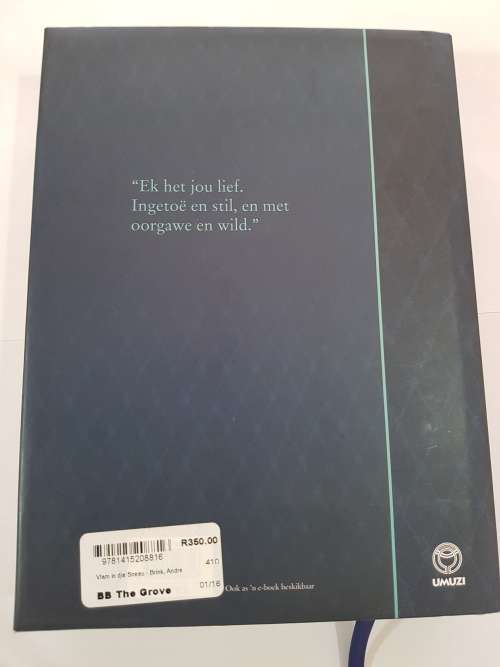 “Ek het jou lief.
Ingetoë en stil, en met
oorgawe en wild.”
R350.00
9781415208816
410
Vlam in die Sneeu - Brink, Andre
01/16
BB The Grove
Ook as 'n e-boek beskikbaar
UMUZI